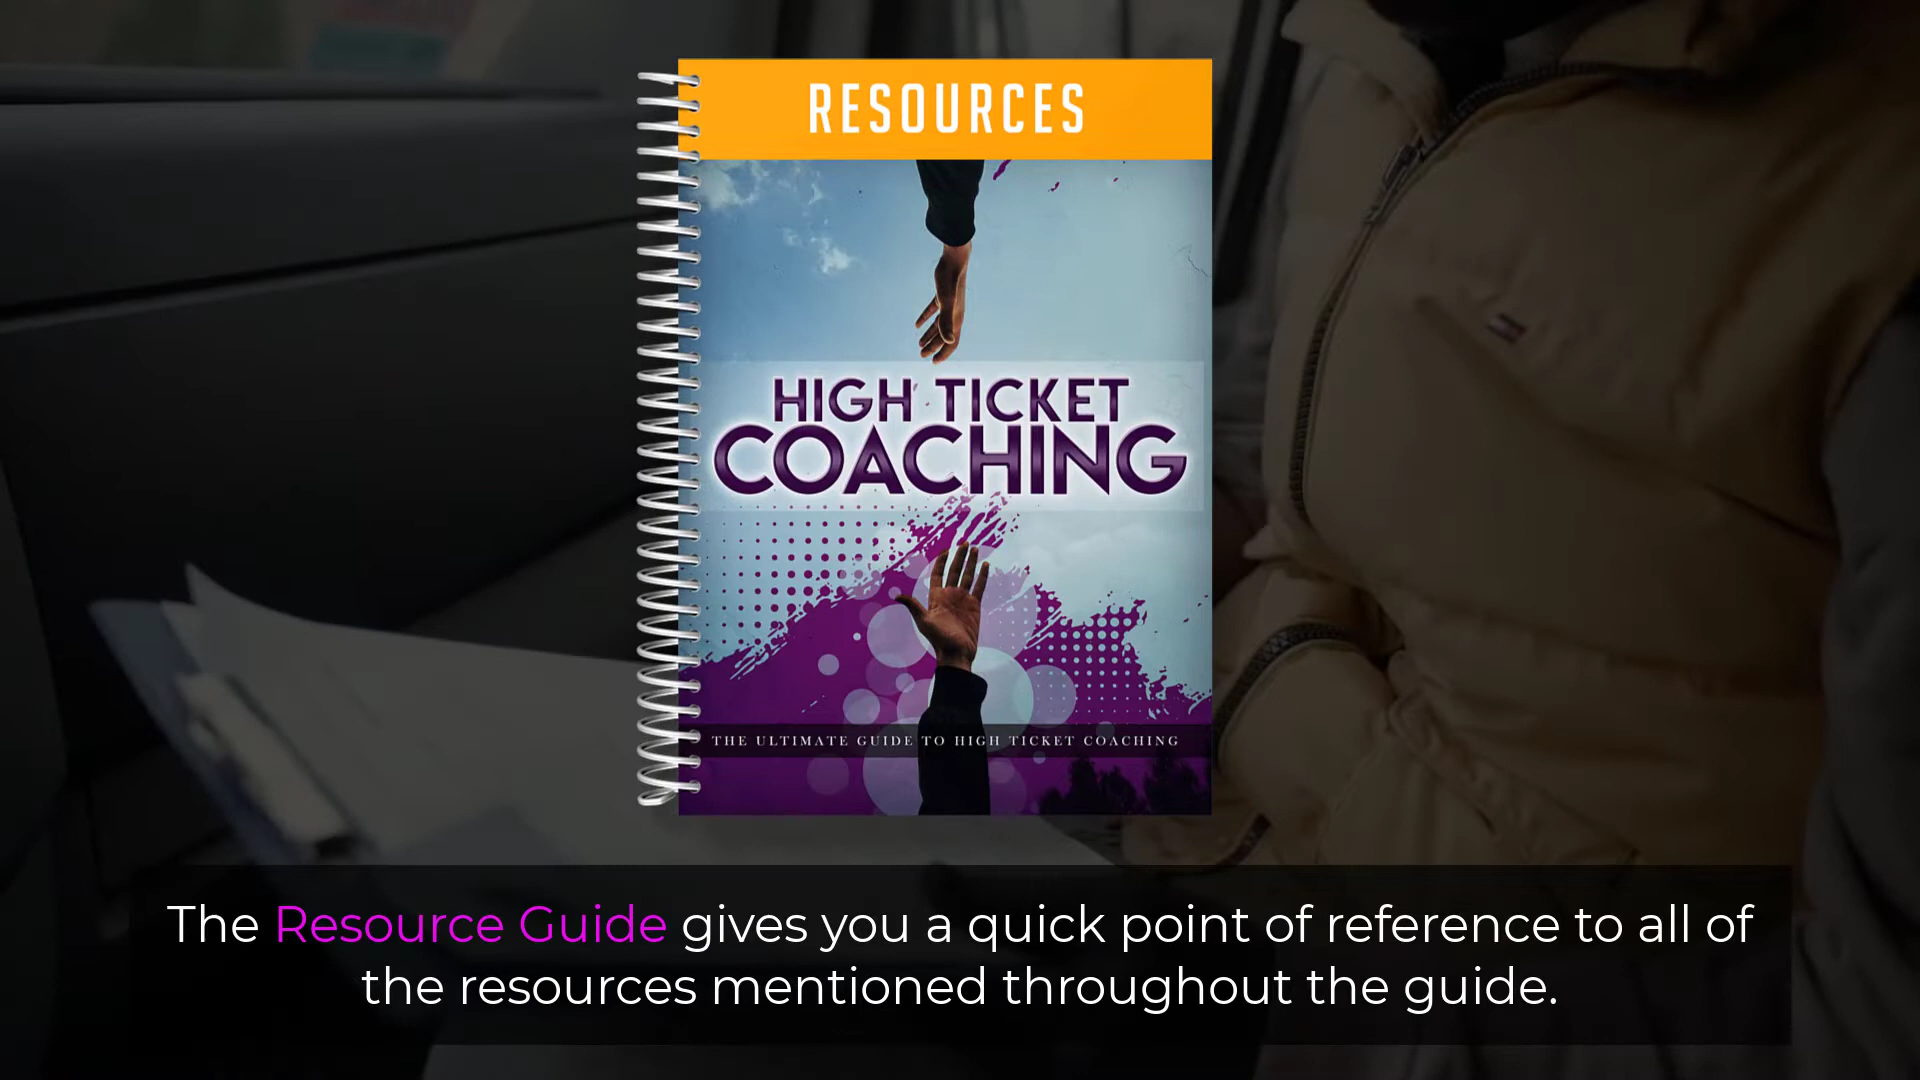 RESOURCES
HIGH TICKET
COACHING
THE ULTIMATE GUIDE TO HIGH TICKET COACHING
The Resource Guide gives you a quick point of reference to all of
the resources mentioned throughout the guide.